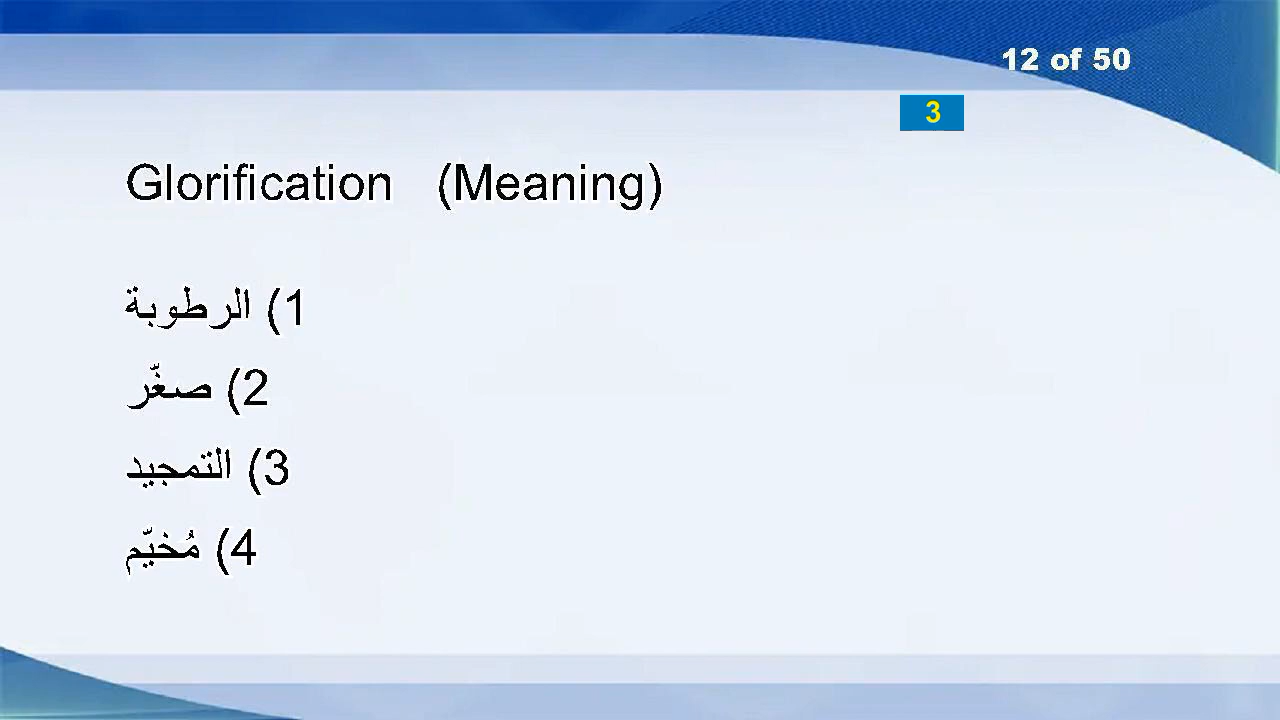 12 of 50
3
Glorification (Meaning)
1) الرطوبة
2) صغّر
3) التمجيد
4) مُخيّم